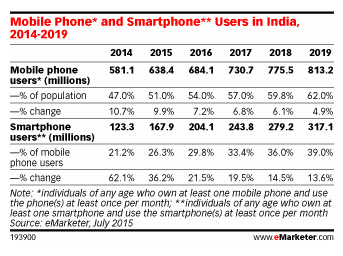 Mobile Phone* and Smartphone** Users in India,
2014-2019
2014 2015 2016 2017 2018 2019
Mobile phone
users* (millions) 581.1 638.4 684.1 730.7 775.5 813.2
—% of population 47.0% 51.0% 54.0% 57.0% 59.8% 62.0%
—% change 10.7% 9.9% 7.2% 6.8% 6.1% 4.9%
Smartphone
users** (millions) 123.3 167.9 204.1 243.8 279.2 317.1
—% of mobile
phone users 21.2% 26.3% 29.8% 33.4% 36.0% 39.0%
—% change 62.1% 36.2% 21.5% 19.5% 14.5% 13.6%
Note: *individuals of any age who own at least one mobile phone and use
the phone(s) at least once per month; **individuals of any age who own at
least one smartphone and use the smartphone(s) at least once per month
Source: eMarketer, July 2015
193900 www.eMarketer.com